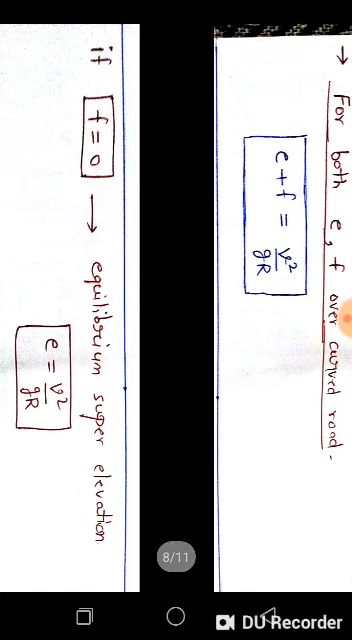 → For both e, f over curved road -
e + f = v²/gR
if f = 0 → equilibrium super elevation
e = v²/gR
8/11
DU Recorder